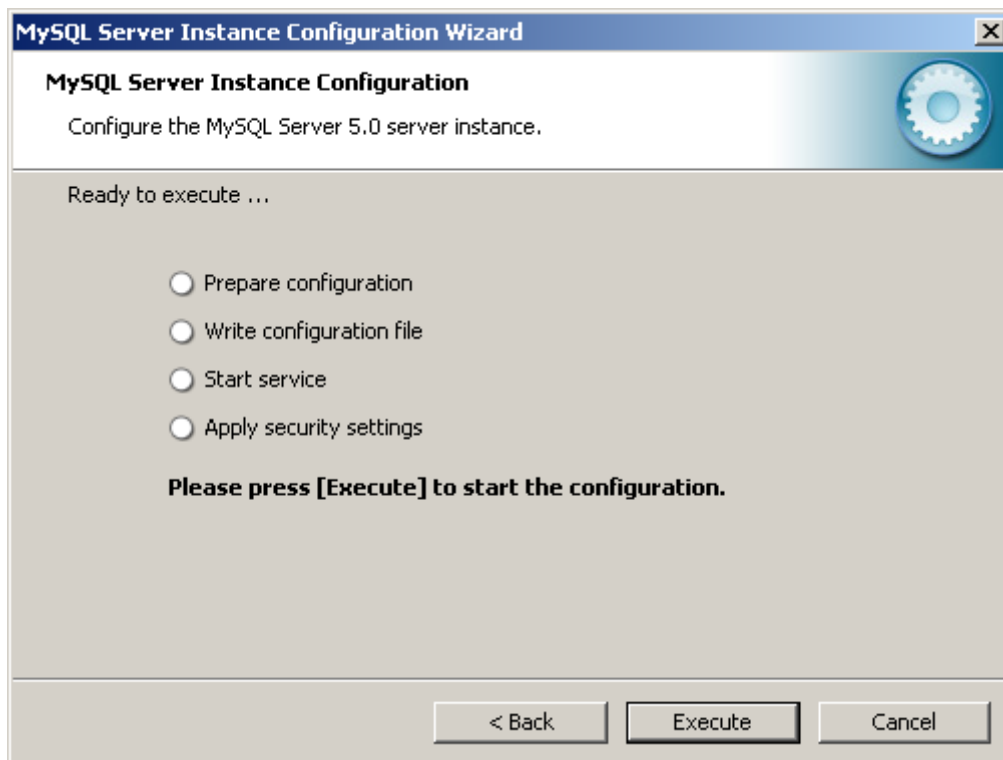 MySQL Server Instance Configuration Wizard
MySQL Server Instance Configuration
Configure the MySQL Server 5.0 server instance.
Ready to execute ...
Prepare configuration
Write configuration file
Start service
Apply security settings
Please press [Execute] to start the configuration.
< Back Execute Cancel